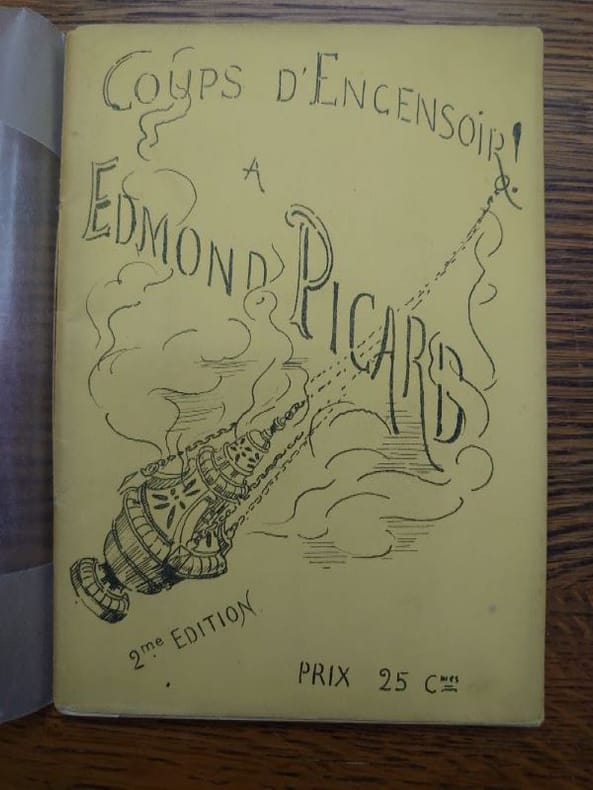 COUPS D'ENCENSOIR!
A
EDMOND PICARD
2me EDITION
PRIX 25 Cmes